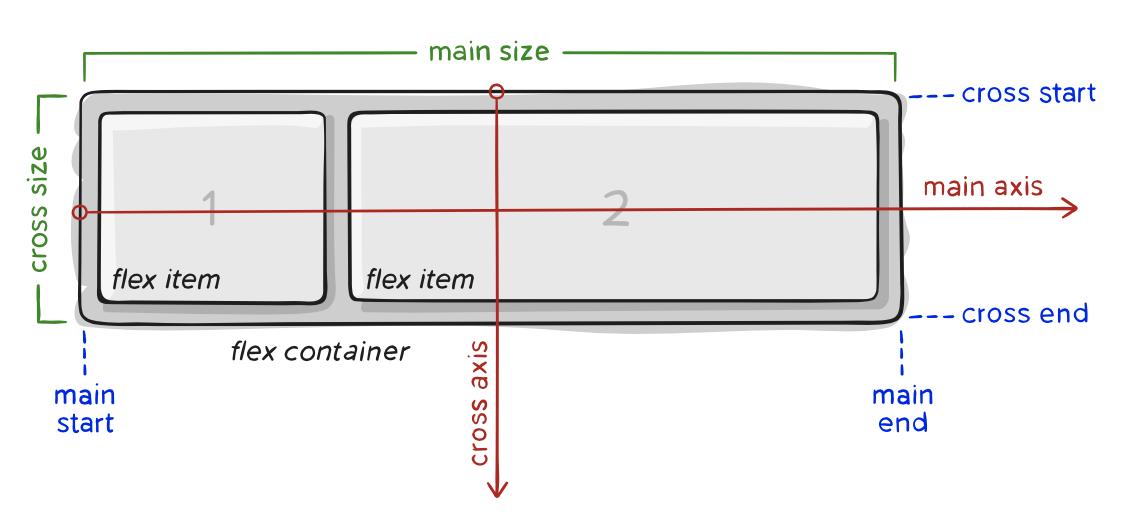 main size
cross start
cross size
main axis
1
2
flex item
flex item
cross end
flex container
cross axis
main
start
main
end